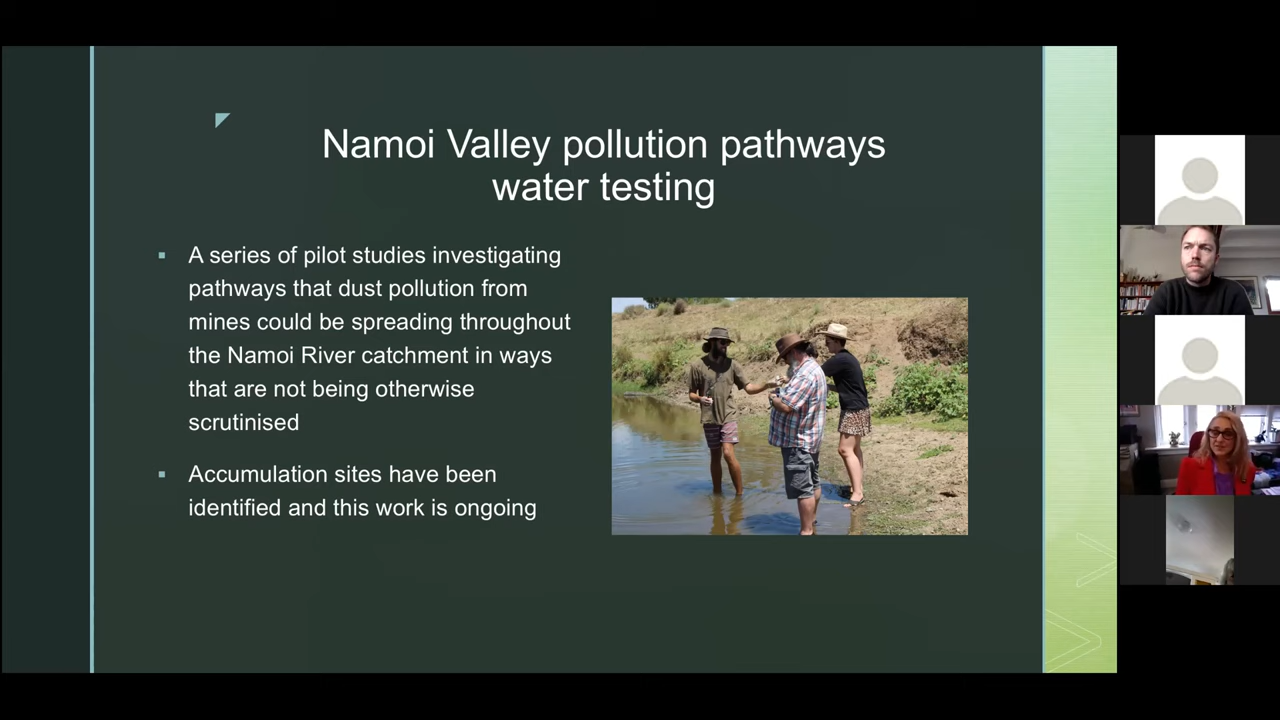 Namoi Valley pollution pathways
water testing
A series of pilot studies investigating
pathways that dust pollution from
mines could be spreading throughout
the Namoi River catchment in ways
that are not being otherwise
scrutinised
Accumulation sites have been
identified and this work is ongoing